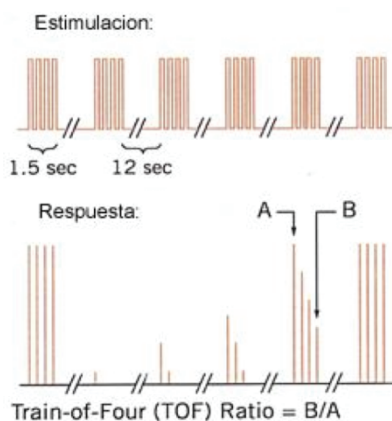 Estimulacion:
1.5 sec 12 sec
Respuesta:
A B
Train-of-Four (TOF) Ratio = B/A